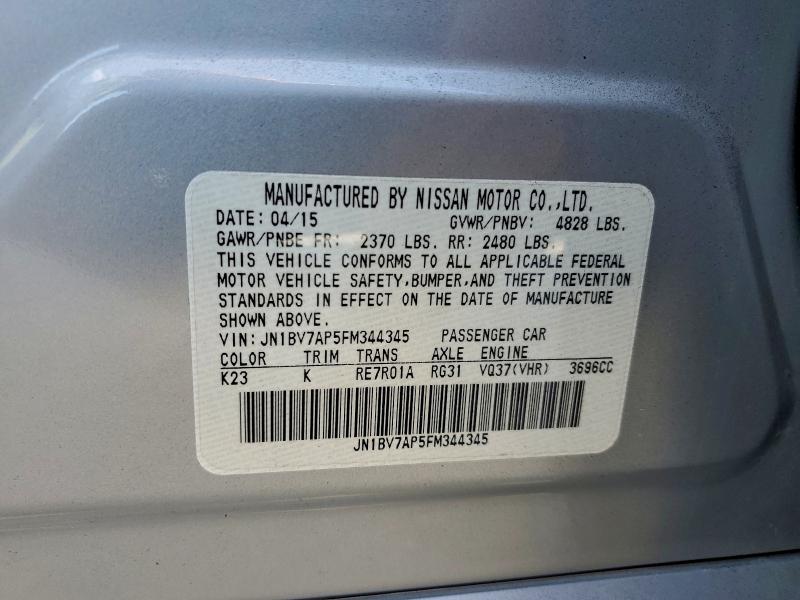 MANUFACTURED BY NISSAN MOTOR CO.,LTD.
DATE: 04/15 GVWR/PNBV: 4828 LBS.
GAWR/PNBE FR: 2370 LBS. RR: 2480 LBS.
THIS VEHICLE CONFORMS TO ALL APPLICABLE FEDERAL
MOTOR VEHICLE SAFETY,BUMPER,AND THEFT PREVENTION
STANDARDS IN EFFECT ON THE DATE OF MANUFACTURE
SHOWN ABOVE.
VIN:JN1BV7AP5FM344345 PASSENGER CAR
COLOR TRIM TRANS AXLE ENGINE
K23 K RE7R01A RG31 VQ37(VHR) 3696CC
JN1BV7AP5FM344345